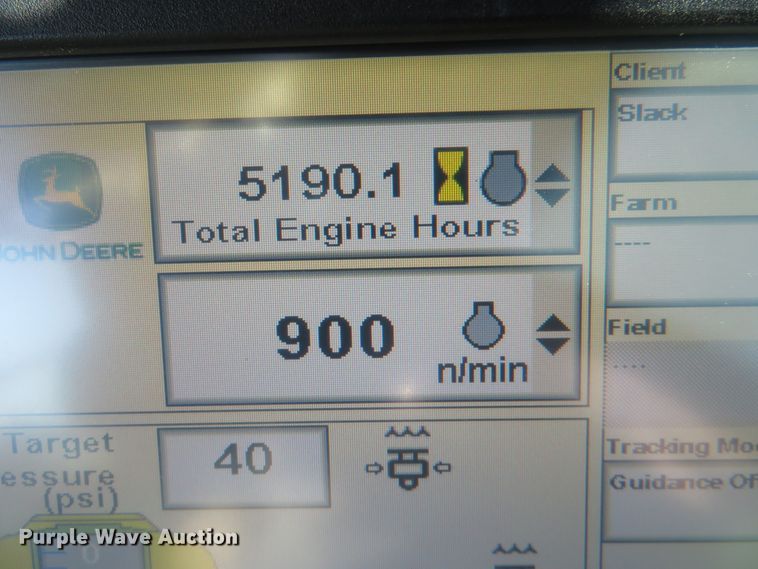 Client
Slack
5190.1
Total Engine Hours
JOHN DEERE
Farm
----
900
n/min
Field
----
Target
essure
(psi)
40
Tracking Mo
Guidance Of
0
Purple Wave Auction